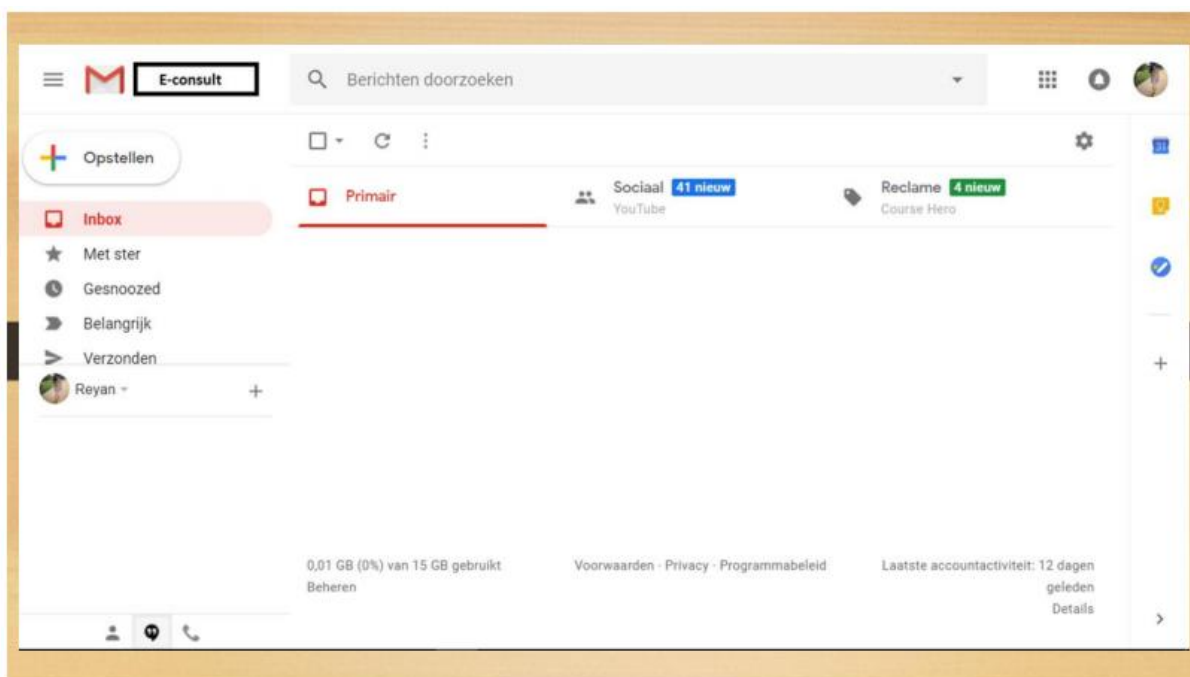 E-consult
Berichten doorzoeken
Opstellen
Inbox
Met ster
Gesnoozed
Belangrijk
Verzonden
Reyan
Primair
Sociaal 41 nieuw
YouTube
Reclame 4 nieuw
Course Hero
0,01 GB (0%) van 15 GB gebruikt
Beheren
Voorwaarden · Privacy · Programmabeleid
Laatste accountactiviteit: 12 dagen
geleden
Details
31